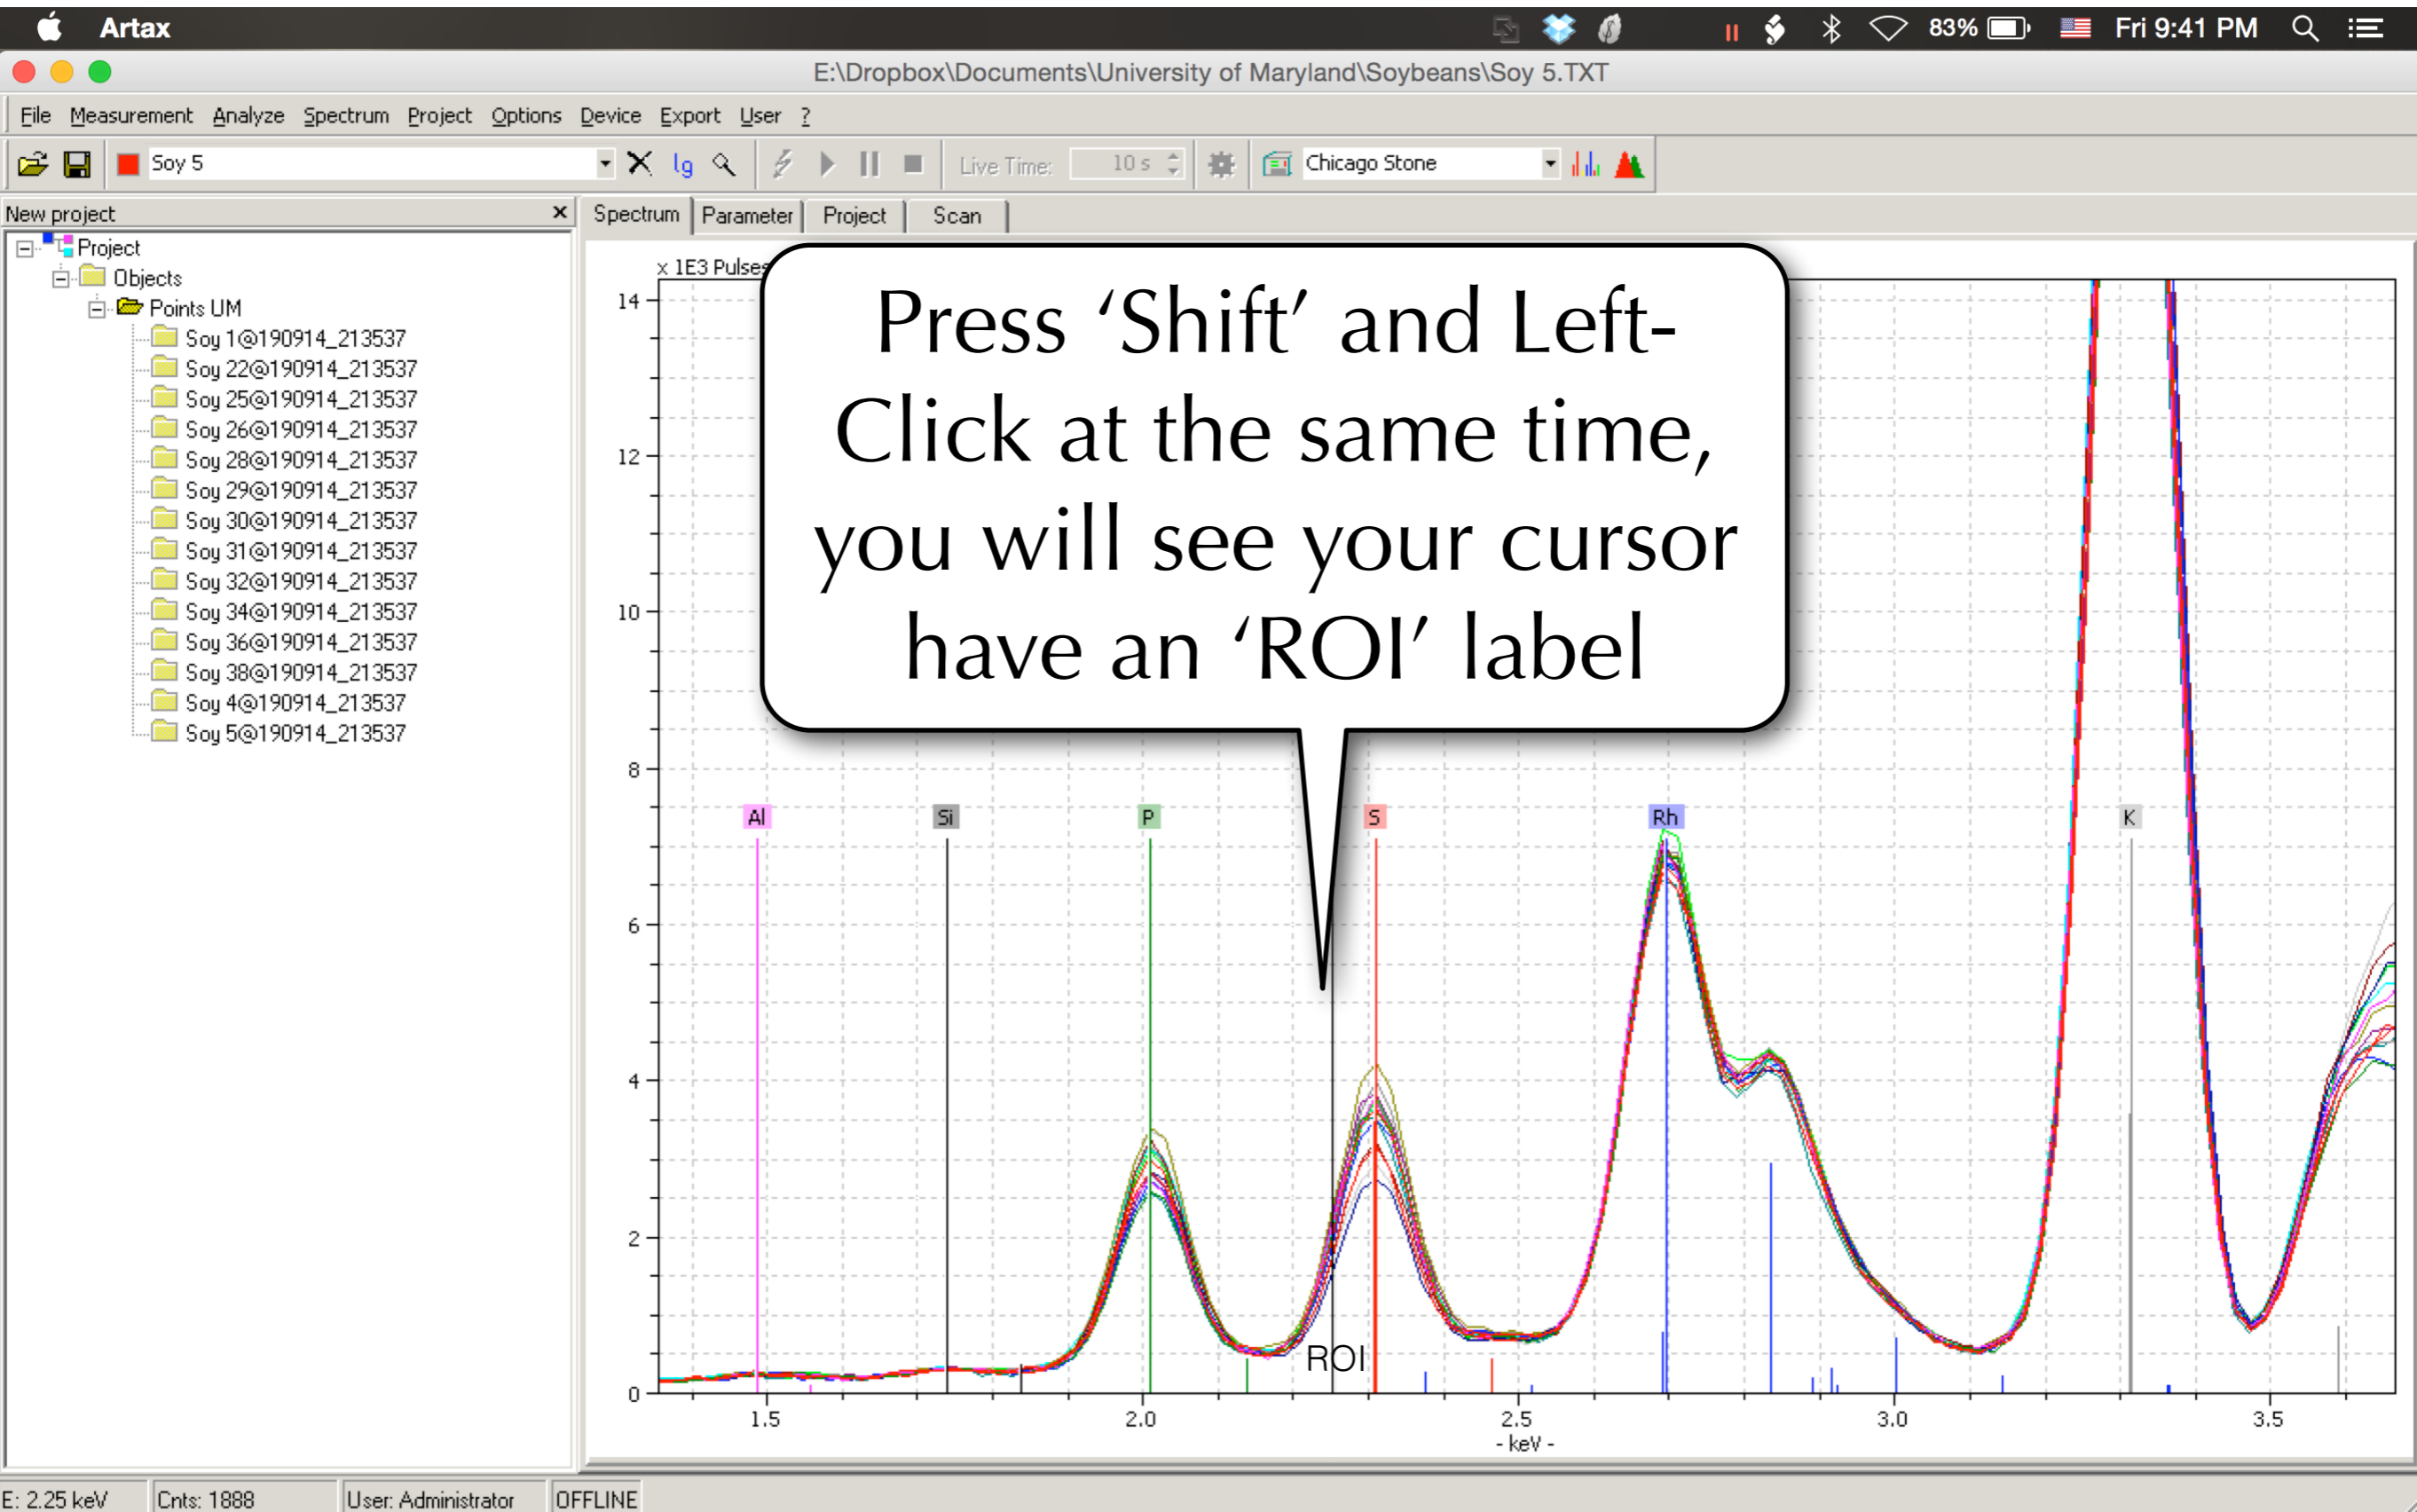 Artax 83% Fri 9:41 PM
E:\Dropbox\Documents\University of Maryland\Soybeans\Soy 5.TXT
File Measurement Analyze Spectrum Project Options Device Export User ?
Soy 5 lg Live Time: 10 s Chicago Stone
New project x Spectrum Parameter Project Scan
Project
Objects
Points UM
Soy 1@190914_213537
Soy 22@190914_213537
Soy 25@190914_213537
Soy 26@190914_213537
Soy 28@190914_213537
Soy 29@190914_213537
Soy 30@190914_213537
Soy 31@190914_213537
Soy 32@190914_213537
Soy 34@190914_213537
Soy 36@190914_213537
Soy 38@190914_213537
Soy 4@190914_213537
Soy 5@190914_213537
x 1E3 Pulses
Press ‘Shift’ and Left-
Click at the same time,
you will see your cursor
have an ‘ROI’ label
14
12
10
8
6
4
2
0
Al Si P S Rh K
ROI
1.5 2.0 2.5 3.0 3.5
- keV -
E: 2.25 keV Cnts: 1888 User: Administrator OFFLINE